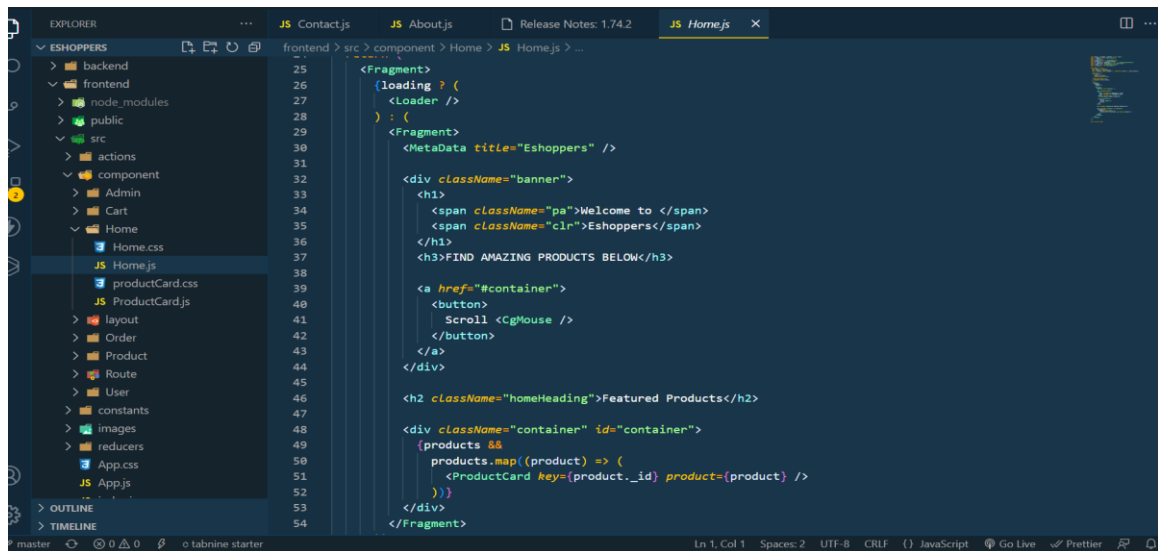 EXPLORER ...
ESHOPPERS
backend
frontend
node_modules
public
src
actions
component
Admin
Cart
Home
Home.css
JS Home.js
productCard.css
JS ProductCard.js
layout
Order
Product
Route
User
constants
images
reducers
App.css
JS App.js
OUTLINE
TIMELINE
2
JS Contact.js JS About.js Release Notes: 1.74.2 JS Home.js ×
frontend > src > component > Home > JS Home.js > ...
25 <Fragment>
26 {loading ? (
27 <Loader />
28 ) : (
29 <Fragment>
30 <MetaData title="Eshoppers" />
31
32 <div className="banner">
33 <h1>
34 <span className="pa">Welcome to </span>
35 <span className="clr">Eshoppers</span>
36 </h1>
37 <h3>FIND AMAZING PRODUCTS BELOW</h3>
38
39 <a href="#container">
40 <button>
41 Scroll <CgMouse />
42 </button>
43 </a>
44 </div>
45
46 <h2 className="homeHeading">Featured Products</h2>
47
48 <div className="container" id="container">
49 {products &&
50 products.map((product) => (
51 <ProductCard key={product._id} product={product} />
52 ))}
53 </div>
54 </Fragment>
master 0 0 tabnine starter Ln 1, Col 1 Spaces: 2 UTF-8 CRLF {} JavaScript Go Live Prettier